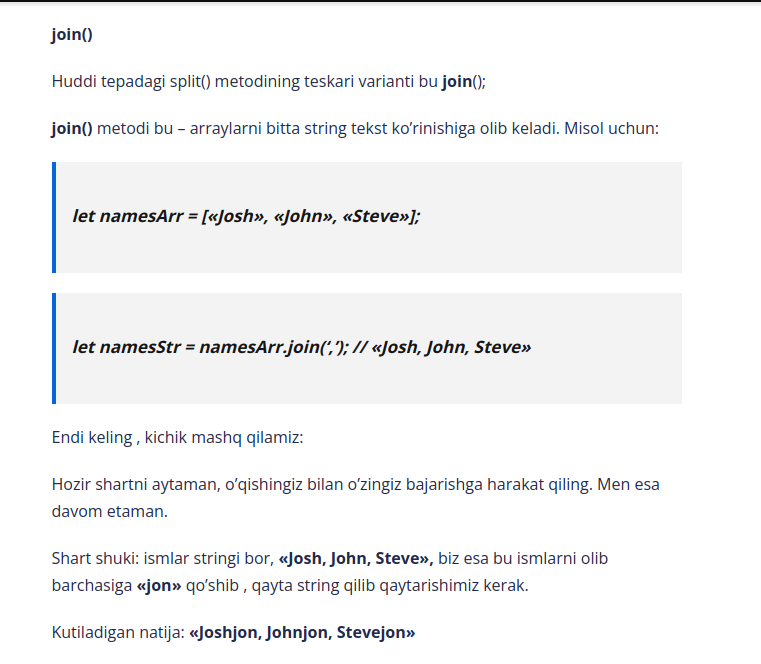 join()
Huddi tepadagi split() metodining teskari varianti bu join();
join() metodi bu – arraylarni bitta string tekst ko’rinishiga olib keladi. Misol uchun:
let namesArr = [«Josh», «John», «Steve»];
let namesStr = namesArr.join(‘,’); // «Josh, John, Steve»
Endi keling , kichik mashq qilamiz:
Hozir shartni aytaman, o’qishingiz bilan o’zingiz bajarishga harakat qiling. Men esa
davom etaman.
Shart shuki: ismlar stringi bor, «Josh, John, Steve», biz esa bu ismlarni olib
barchasiga «jon» qo’shib , qayta string qilib qaytarishimiz kerak.
Kutiladigan natija: «Joshjon, Johnjon, Stevejon»